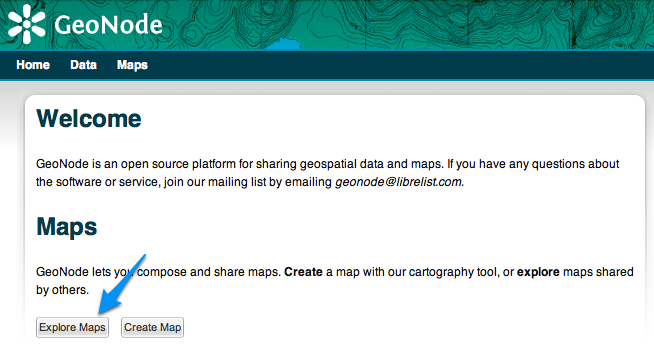 GeoNode
Home Data Maps
Welcome
GeoNode is an open source platform for sharing geospatial data and maps. If you have any questions about
the software or service, join our mailing list by emailing geonode@librelist.com.
Maps
GeoNode lets you compose and share maps. Create a map with our cartography tool, or explore maps shared
by others.
Explore Maps Create Map